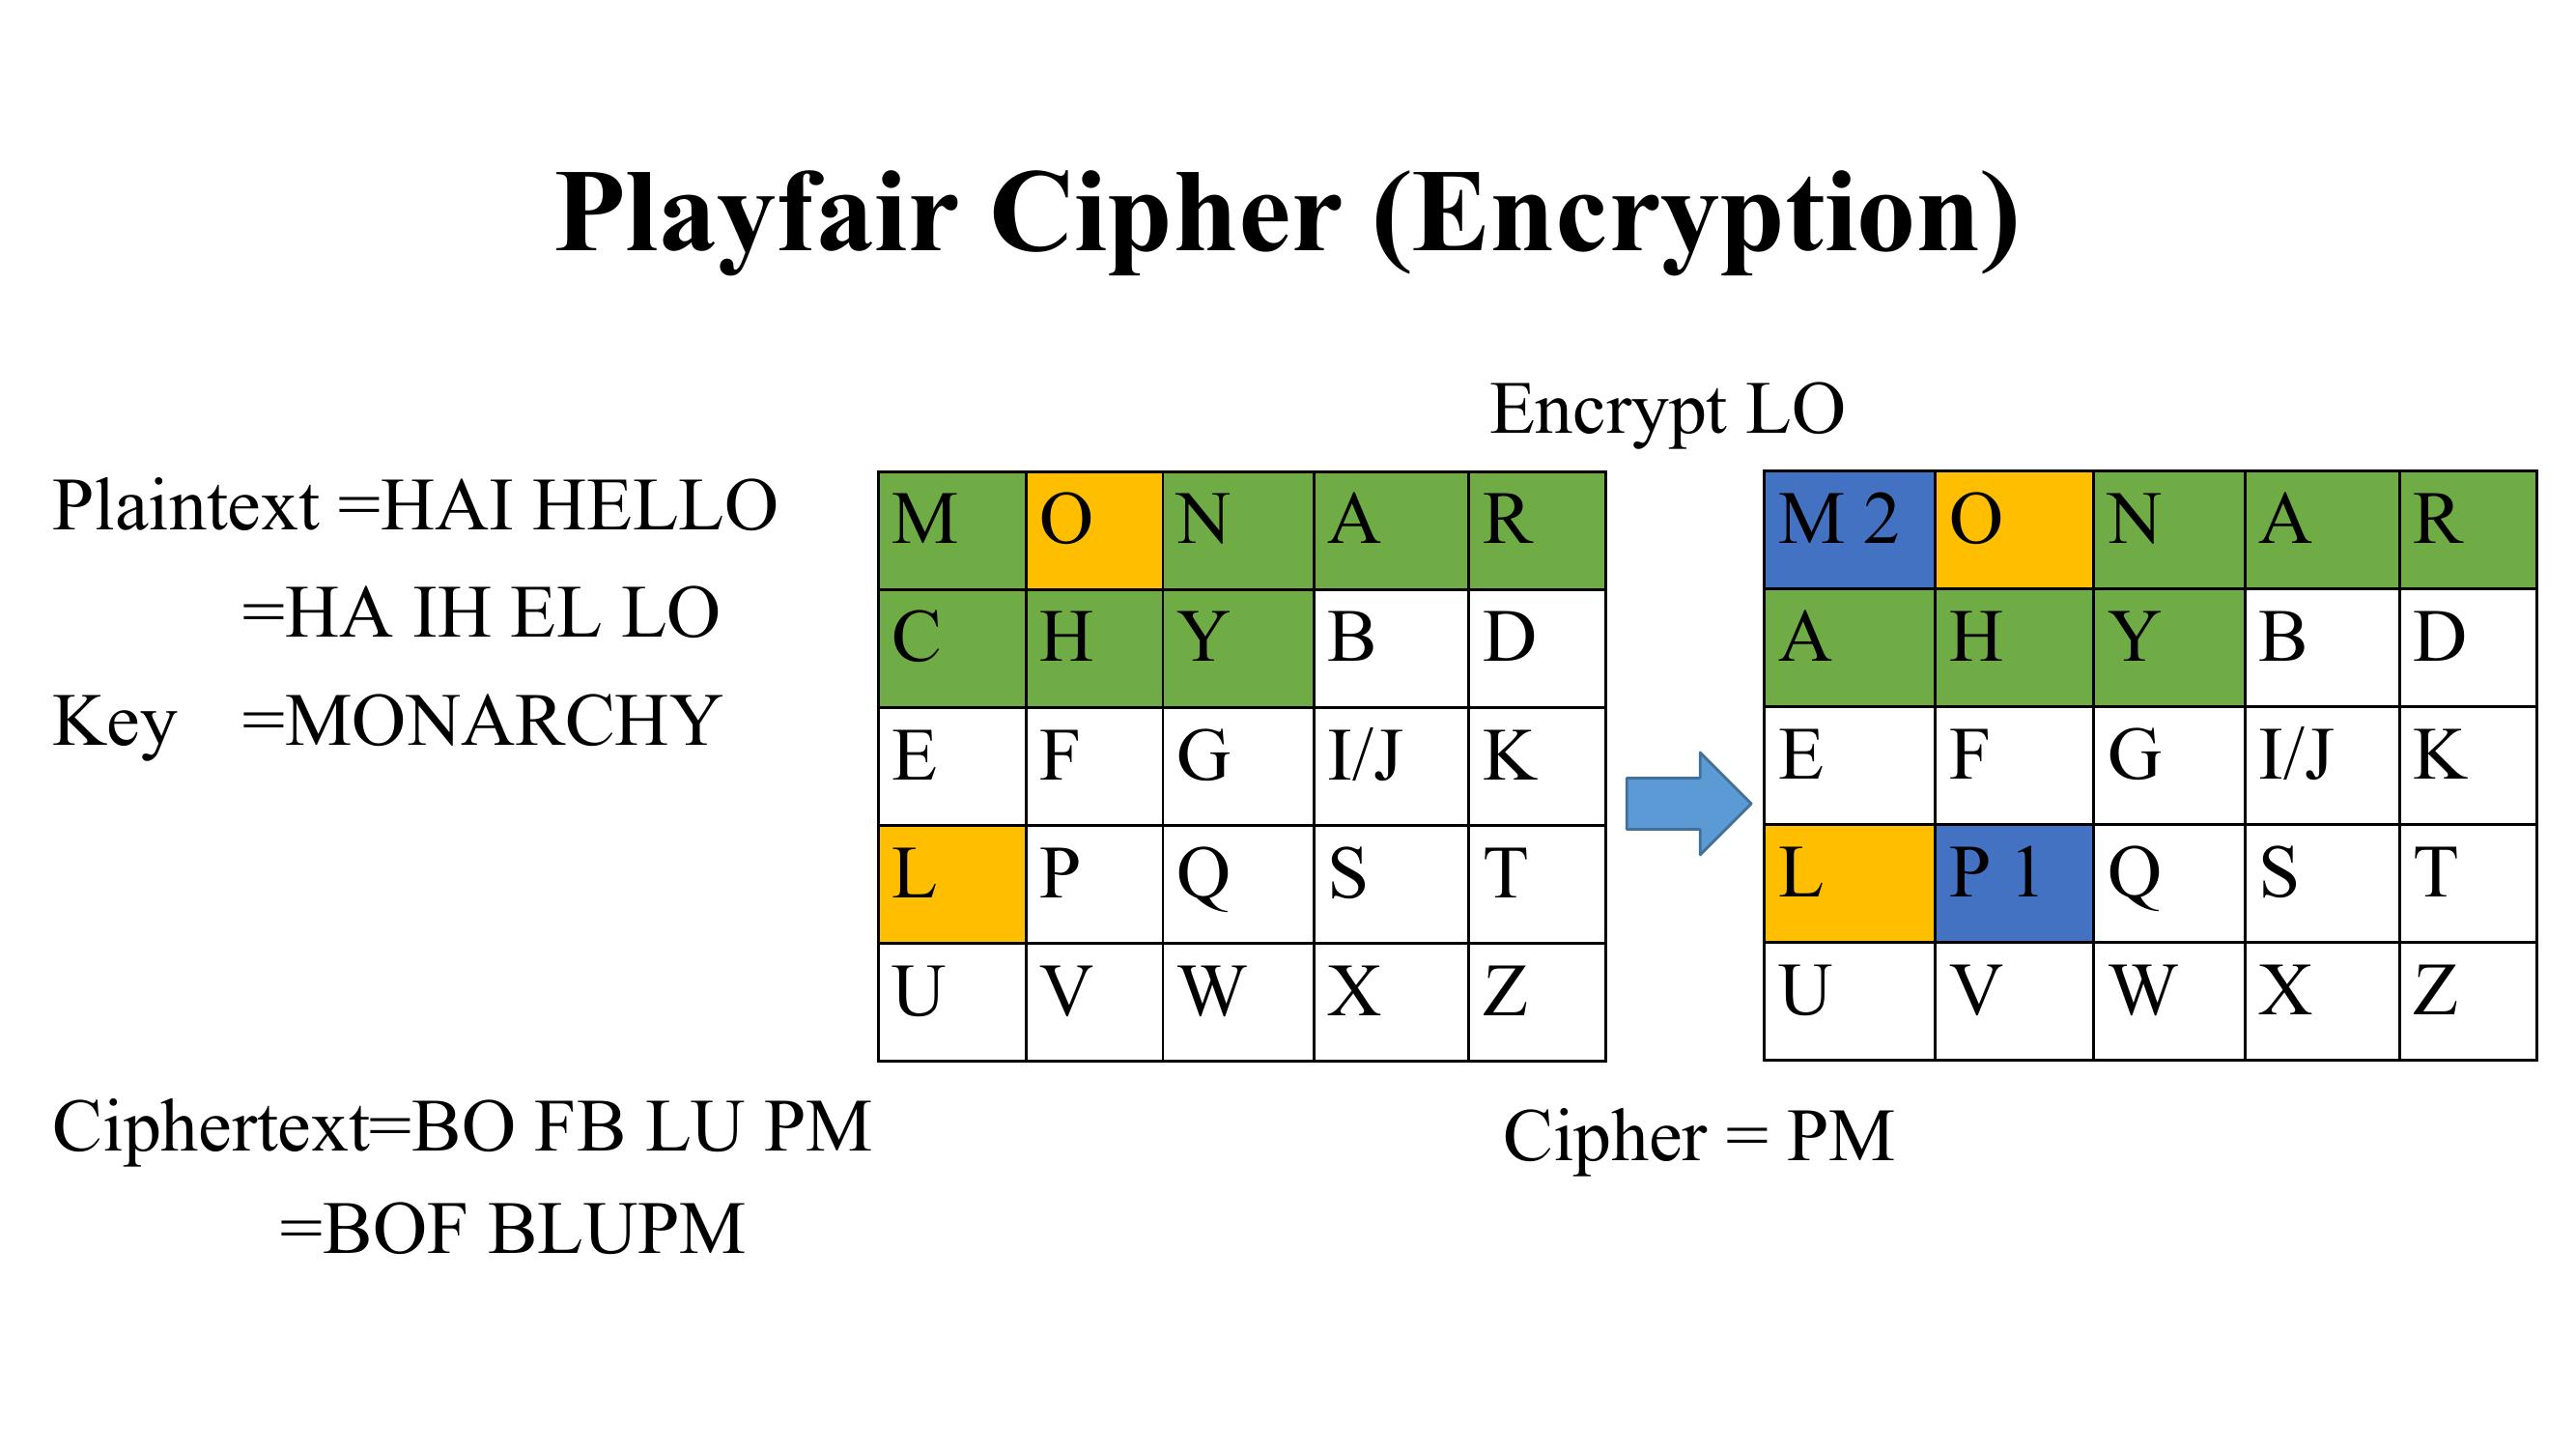 Playfair Cipher (Encryption)
Encrypt LO
Plaintext =HAI HELLO
=HA IH EL LO
Key =MONARCHY
M O N A R
C H Y B D
E F G I/J K
L P Q S T
U V W X Z
M 2 O N A R
A H Y B D
E F G I/J K
L P 1 Q S T
U V W X Z
Ciphertext=BO FB LU PM
=BOF BLUPM
Cipher = PM